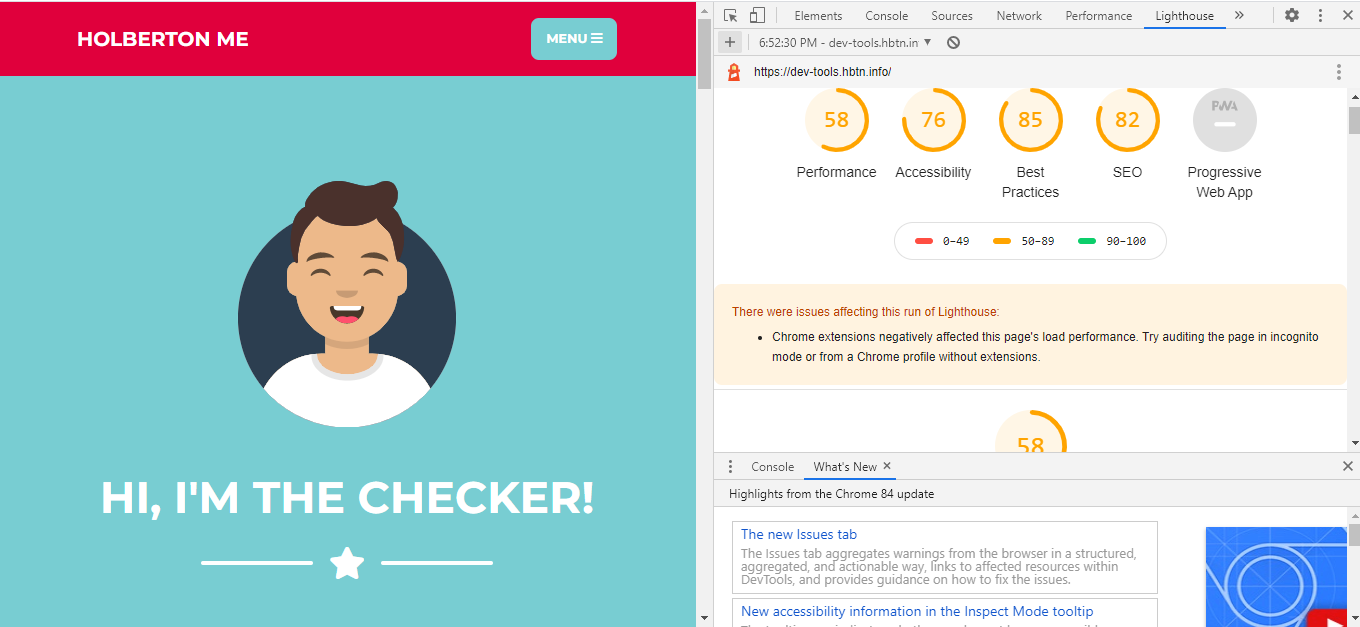 HOLBERTON ME
MENU
HI, I'M THE CHECKER!
Elements Console Sources Network Performance Lighthouse
6:52:30 PM - dev-tools.hbtn.in
https://dev-tools.hbtn.info/
58 76 85 82 PWA
Performance Accessibility Best Practices SEO Progressive Web App
0–49 50–89 90–100
There were issues affecting this run of Lighthouse:
Chrome extensions negatively affected this page's load performance. Try auditing the page in incognito
mode or from a Chrome profile without extensions.
58
Console What's New
Highlights from the Chrome 84 update
The new Issues tab
The Issues tab aggregates warnings from the browser in a structured,
aggregated, and actionable way, links to affected resources within
DevTools, and provides guidance on how to fix the issues.
New accessibility information in the Inspect Mode tooltip